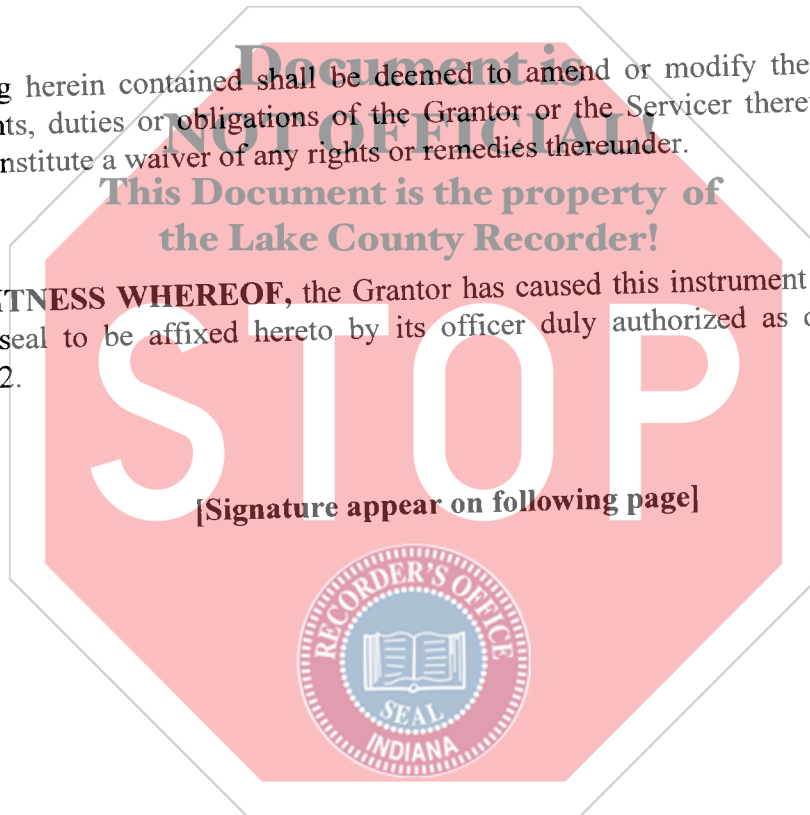 Document is
g herein contained shall be deemed to amend or modify the
nts, duties or obligations of the Grantor or the Servicer there
NOT OFFICIAL!
nstitute a waiver of any rights or remedies thereunder.
This Document is the property of
the Lake County Recorder!
ITNESS WHEREOF, the Grantor has caused this instrument
seal to be affixed hereto by its officer duly authorized as o
2.
STOP
[Signature appear on following page]
RECORDER'S OFFICE
SEAL
INDIANA